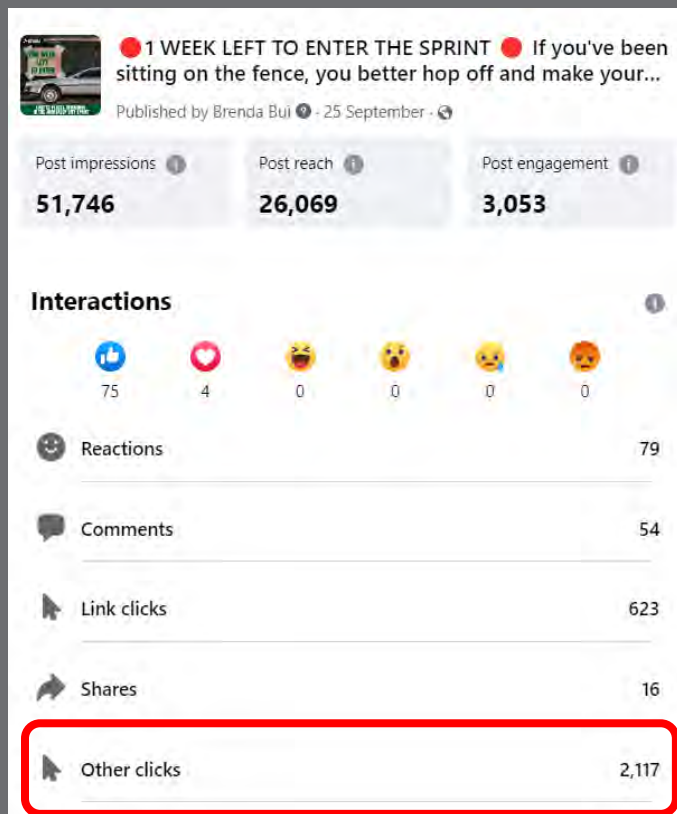 🔴1 WEEK LEFT TO ENTER THE SPRINT 🔴 If you've been
sitting on the fence, you better hop off and make your...
Published by Brenda Bui · 25 September ·
Post impressions
Post reach
Post engagement
51,746
26,069
3,053
Interactions
75
4
0
0
0
0
Reactions
79
Comments
54
Link clicks
623
Shares
16
Other clicks
2,117